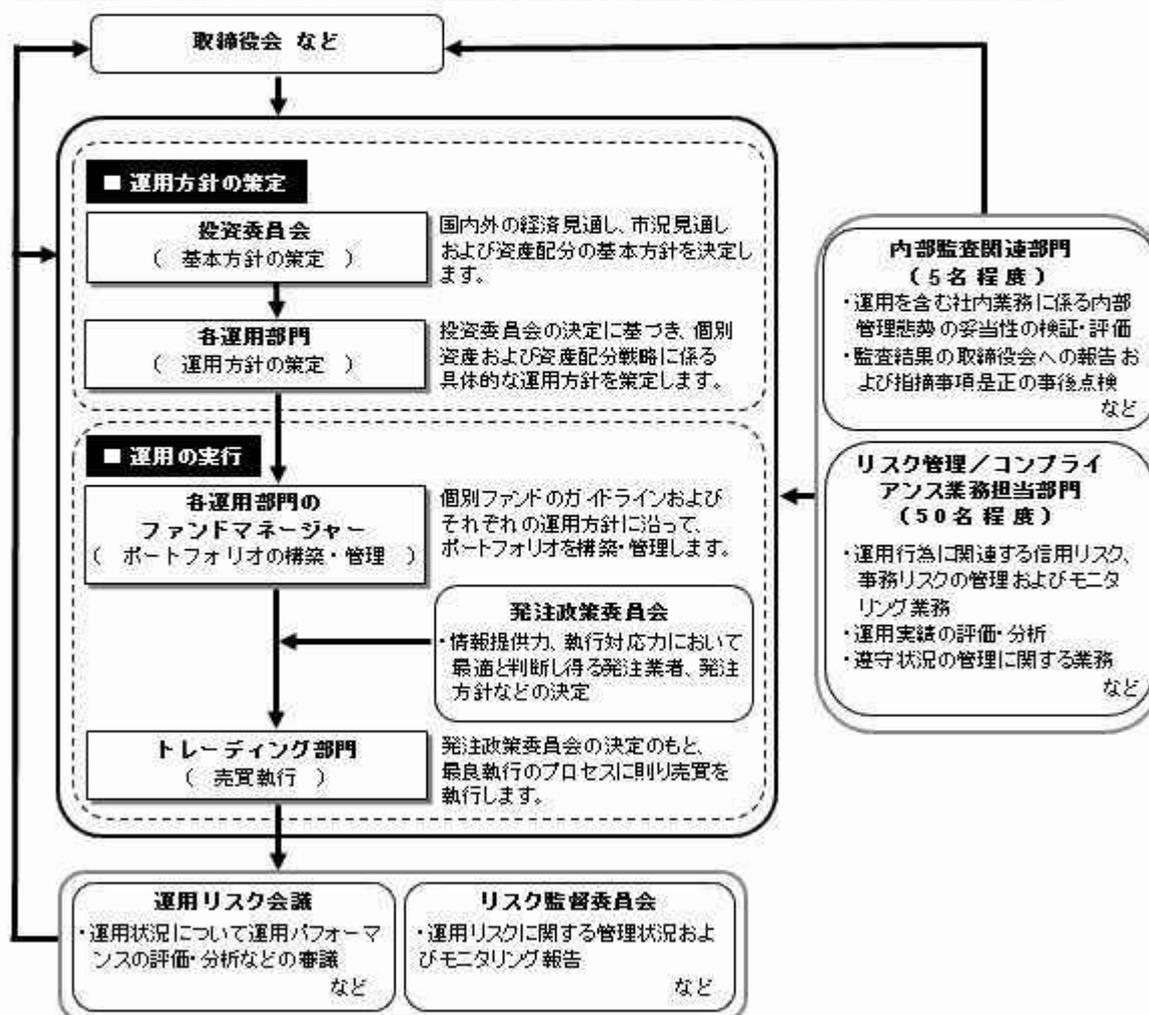 取締役会 など
■ 運用方針の策定
投資委員会
( 基本方針の策定 )
国内外の経済見通し、市況見通し
および資産配分の基本方針を決定し
ます。
各運用部門
( 運用方針の策定 )
投資委員会の決定に基づき、個別
資産および資産配分戦略に係る
具体的な運用方針を策定します。
■ 運用の実行
各運用部門の
ファンドマネージャー
( ポートフォリオの構築・管理 )
個別ファンドのガイドラインおよび
それぞれの運用方針に沿って、
ポートフォリオを構築・管理します。
発注政策委員会
・情報提供力、執行対応力において
最適と判断し得る発注業者、発注
方針などの決定
トレーディング部門
( 売買執行 )
発注政策委員会の決定のもと、
最良執行のプロセスに則り売買を
執行します。
内部監査関連部門
(5名程度)
・運用を含む社内業務に係る内部
管理態勢の妥当性の検証・評価
・監査結果の取締役会への報告お
よび指摘事項是正の事後点検
など
リスク管理／コンプライ
アンス業務担当部門
(50名程度)
・運用行為に関連する信用リスク、
事務リスクの管理およびモニタ
リング業務
・運用実績の評価・分析
・遵守状況の管理に関する業務
など
運用リスク会議
・運用状況について運用パフォーマ
ンスの評価・分析などの審議
など
リスク監督委員会
・運用リスクに関する管理状況およ
びモニタリング報告
など